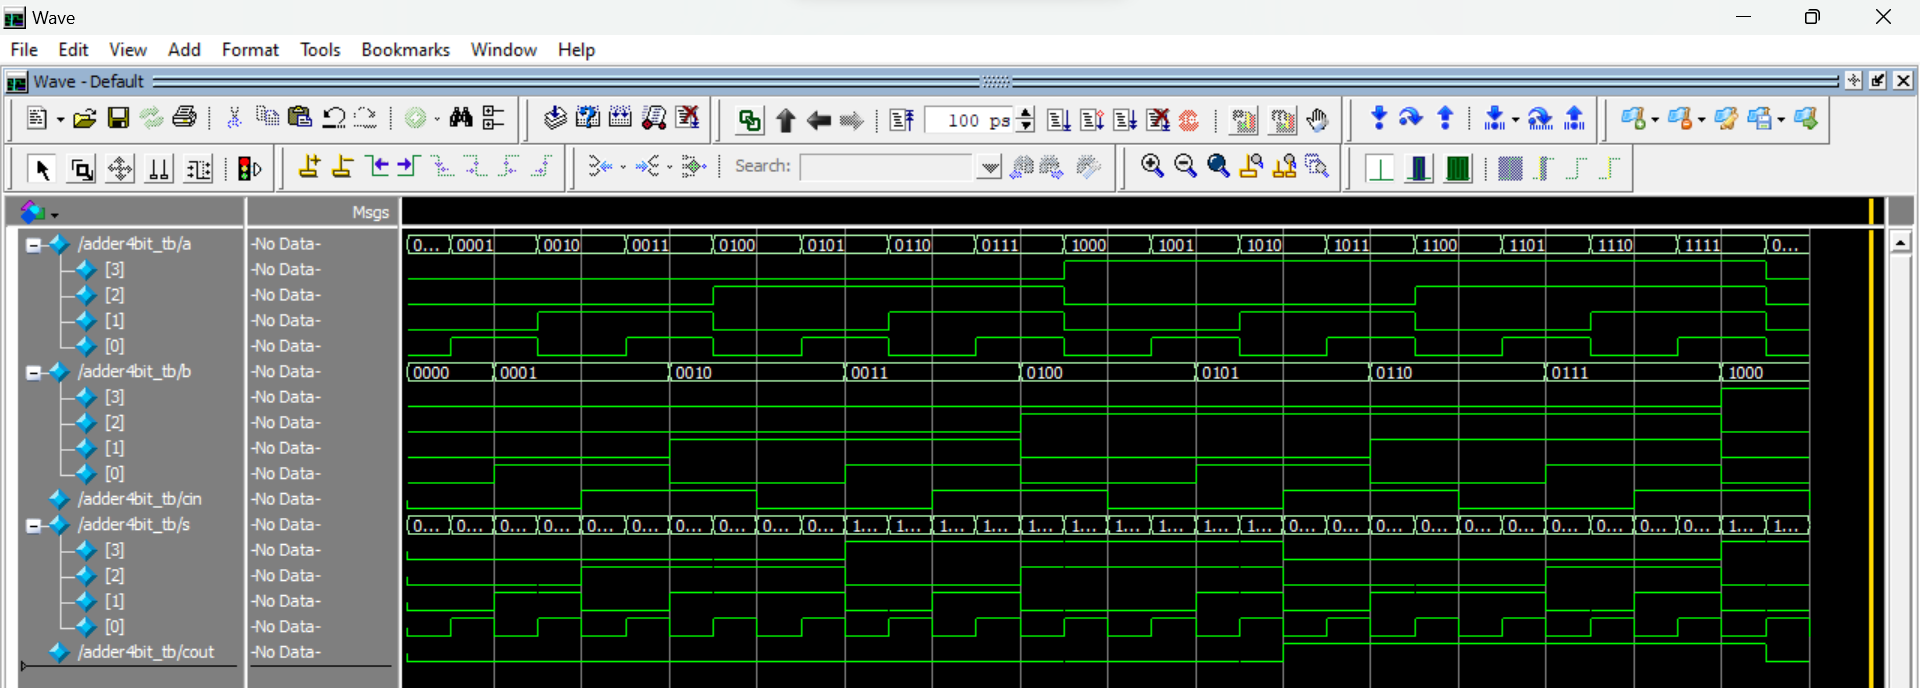 Wave
File Edit View Add Format Tools Bookmarks Window Help
Wave - Default
100 ps
Search:
Msgs
/adder4bit_tb/a -No Data- 0... 0001 0010 0011 0100 0101 0110 0111 1000 1001 1010 1011 1100 1101 1110 1111 0...
[3] -No Data-
[2] -No Data-
[1] -No Data-
[0] -No Data-
/adder4bit_tb/b -No Data- 0000 0001 0010 0011 0100 0101 0110 0111 1000
[3] -No Data-
[2] -No Data-
[1] -No Data-
[0] -No Data-
/adder4bit_tb/cin -No Data-
/adder4bit_tb/s -No Data- 0... 0... 0... 0... 0... 0... 0... 0... 0... 0... 1... 1... 1... 1... 1... 1... 1... 1... 1... 1... 0... 0... 0... 0... 0... 0... 0... 0... 0... 0... 1... 1...
[3] -No Data-
[2] -No Data-
[1] -No Data-
[0] -No Data-
/adder4bit_tb/cout -No Data-